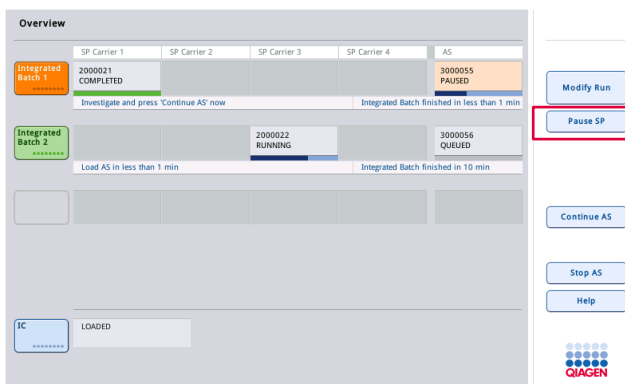 Overview
SP Carrier 1 SP Carrier 2 SP Carrier 3 SP Carrier 4 AS
Integrated
Batch 1
2000021
COMPLETED
3000055
PAUSED
Investigate and press 'Continue AS' now
Integrated Batch finished in less than 1 min
Integrated
Batch 2
2000022
RUNNING
3000056
QUEUED
Load AS in less than 1 min
Integrated Batch finished in 10 min
IC
LOADED
Modify Run
Pause SP
Continue AS
Stop AS
Help
QIAGEN